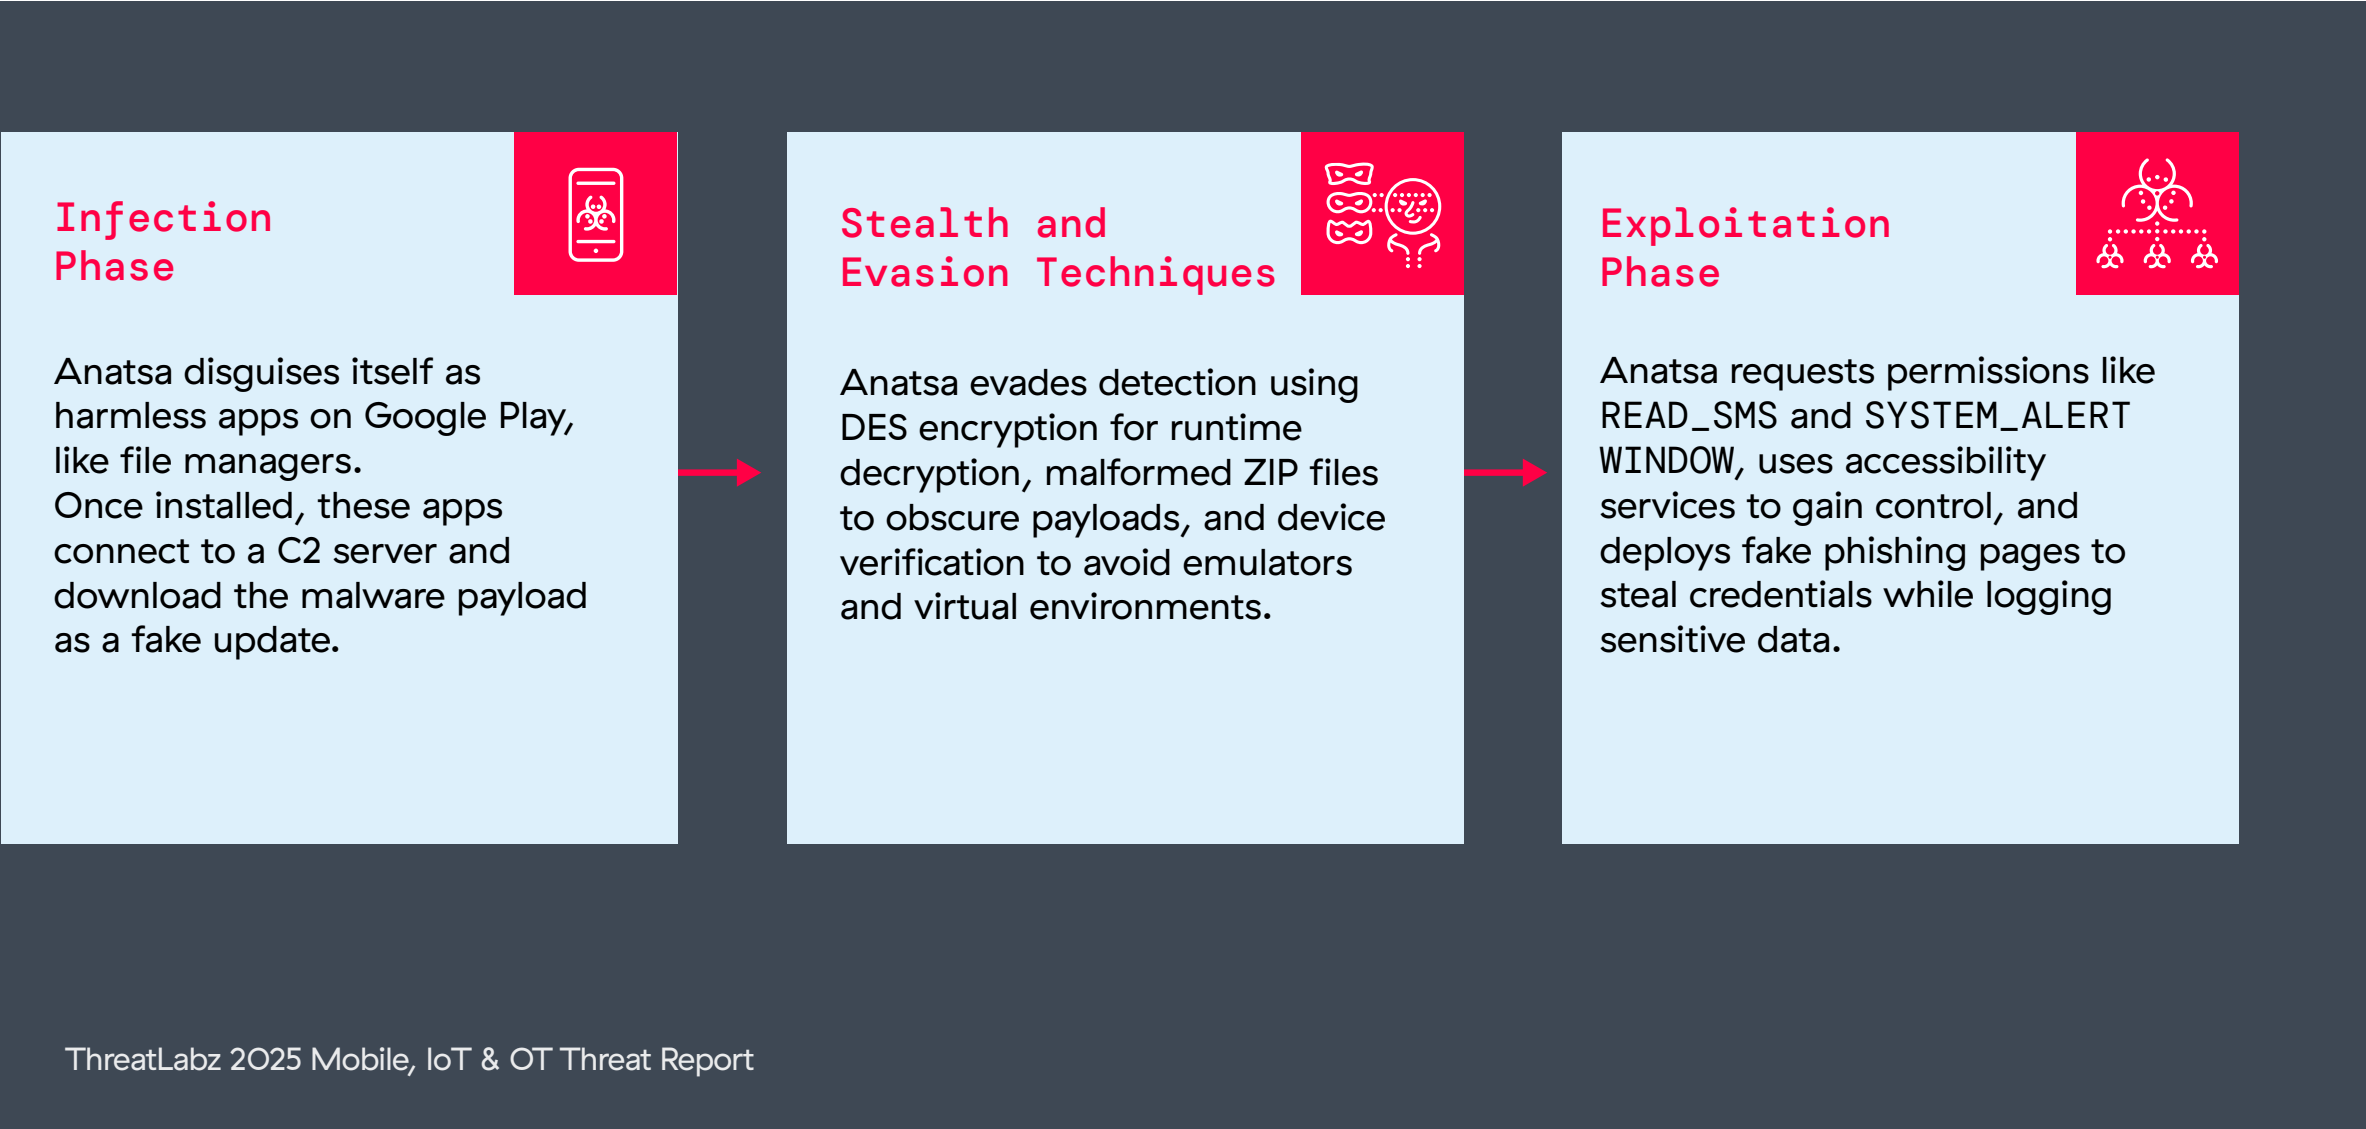 Infection
Phase
Anatsa disguises itself as
harmless apps on Google Play,
like file managers.
Once installed, these apps
connect to a C2 server and
download the malware payload
as a fake update.
Stealth and
Evasion Techniques
Anatsa evades detection using
DES encryption for runtime
decryption, malformed ZIP files
to obscure payloads, and device
verification to avoid emulators
and virtual environments.
Exploitation
Phase
Anatsa requests permissions like
READ_SMS and SYSTEM_ALERT
WINDOW, uses accessibility
services to gain control, and
deploys fake phishing pages to
steal credentials while logging
sensitive data.
ThreatLabz 2025 Mobile, IoT & OT Threat Report